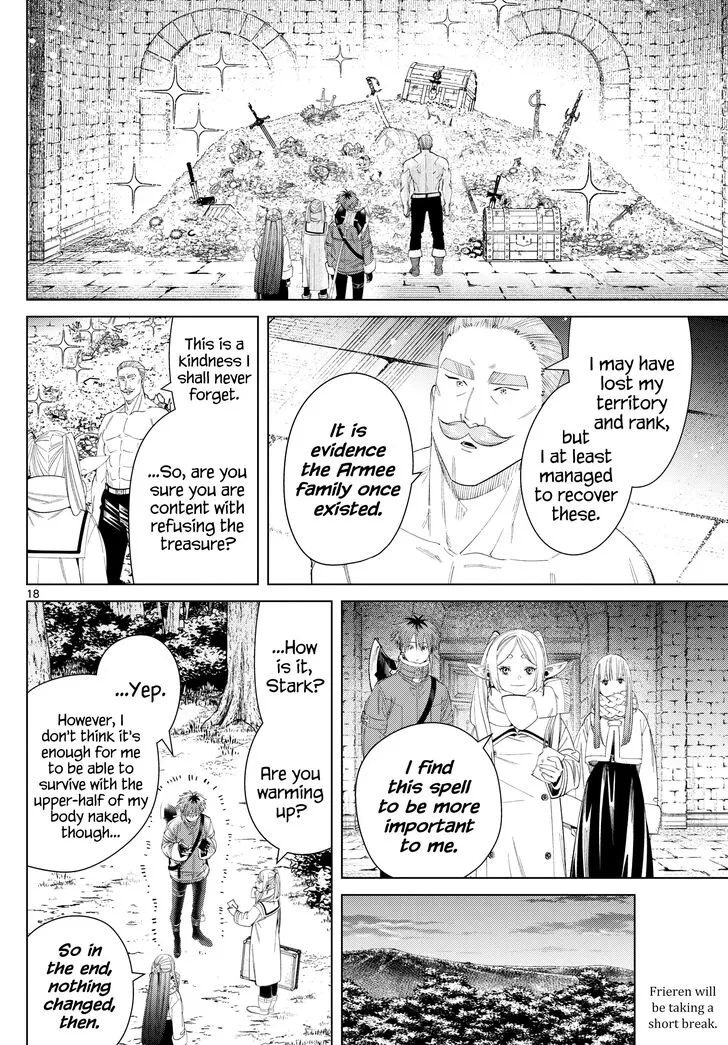 I may have
lost my
territory
and rank,
but
I at least
managed
to recover
these.
It is
evidence
the Armee
family once
existed.
This is a
kindness I
shall never
forget.
...So, are you
sure you are
content with
refusing the
treasure?
18
I find
this spell
to be more
important to
me.
...How
is it,
Stark?
Are you
warming
up?
...Yep.
However, I
don't think it's
enough for me
to be able to
survive with the
upper-half of my
body naked,
though...
So in
the end,
nothing
changed,
then.
Frieren will
be taking a
short break.